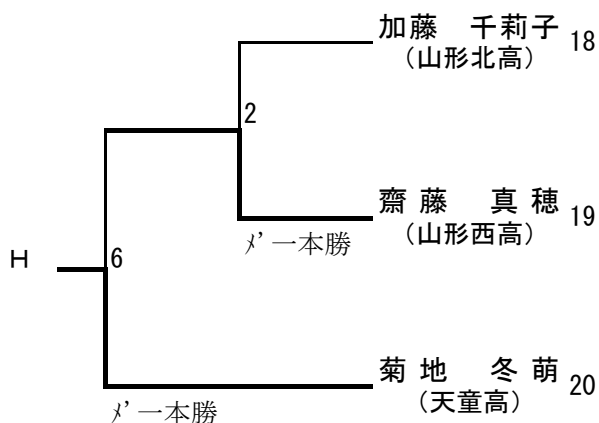 加藤　千莉子 18
（山形北高）
2
齋藤　真穂 19
（山形西高）
メ゛一本勝
H
6
菊地　冬萌 20
（天童高）
メ゛一本勝